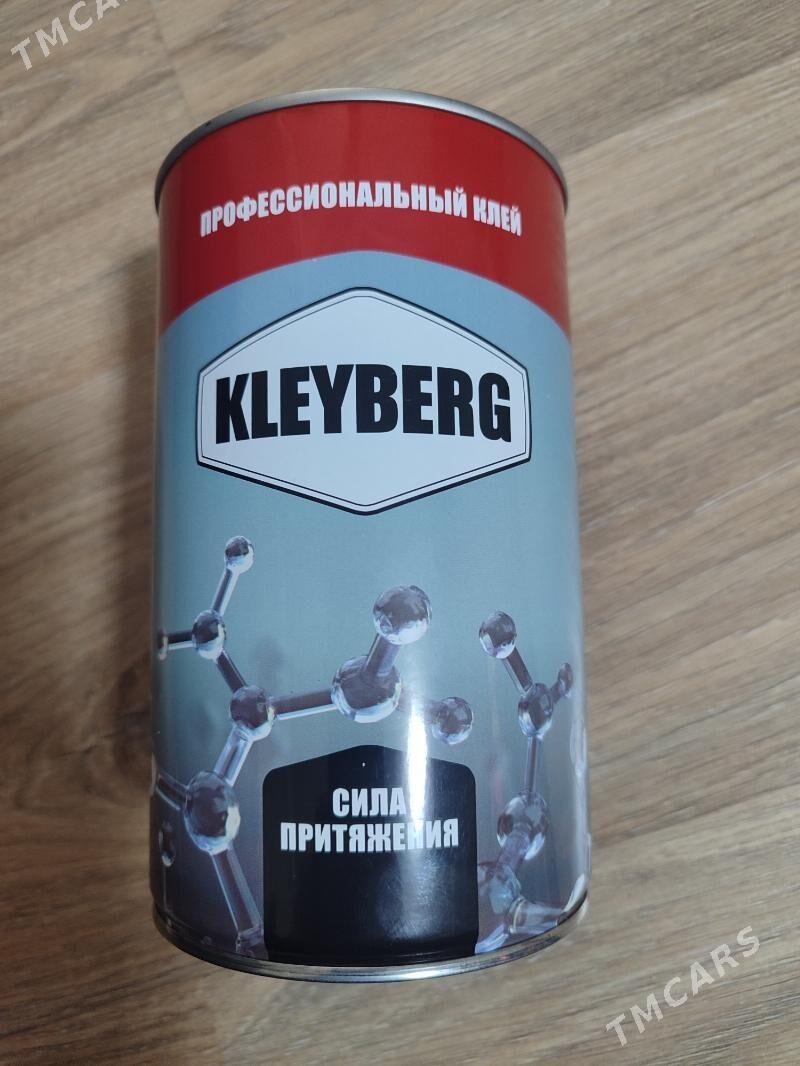 TMCARS
ПРОФЕССИОНАЛЬНЫЙ КЛЕЙ
KLEYBERG
СИЛА
ПРИТЯЖЕНИЯ
TMCARS